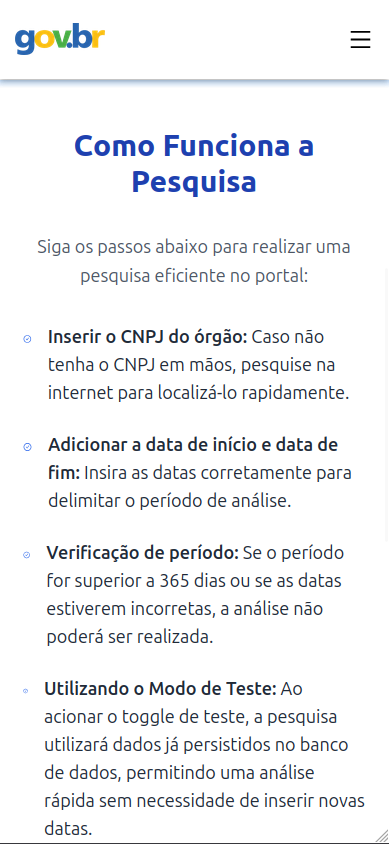 gov.br
Como Funciona a
Pesquisa
Siga os passos abaixo para realizar uma
pesquisa eficiente no portal:
Inserir o CNPJ do órgão: Caso não
tenha o CNPJ em mãos, pesquise na
internet para localizá-lo rapidamente.
Adicionar a data de início e data de
fim: Insira as datas corretamente para
delimitar o período de análise.
Verificação de período: Se o período
for superior a 365 dias ou se as datas
estiverem incorretas, a análise não
poderá ser realizada.
Utilizando o Modo de Teste: Ao
acionar o toggle de teste, a pesquisa
utilizará dados já persistidos no banco
de dados, permitindo uma análise
rápida sem necessidade de inserir novas
datas.